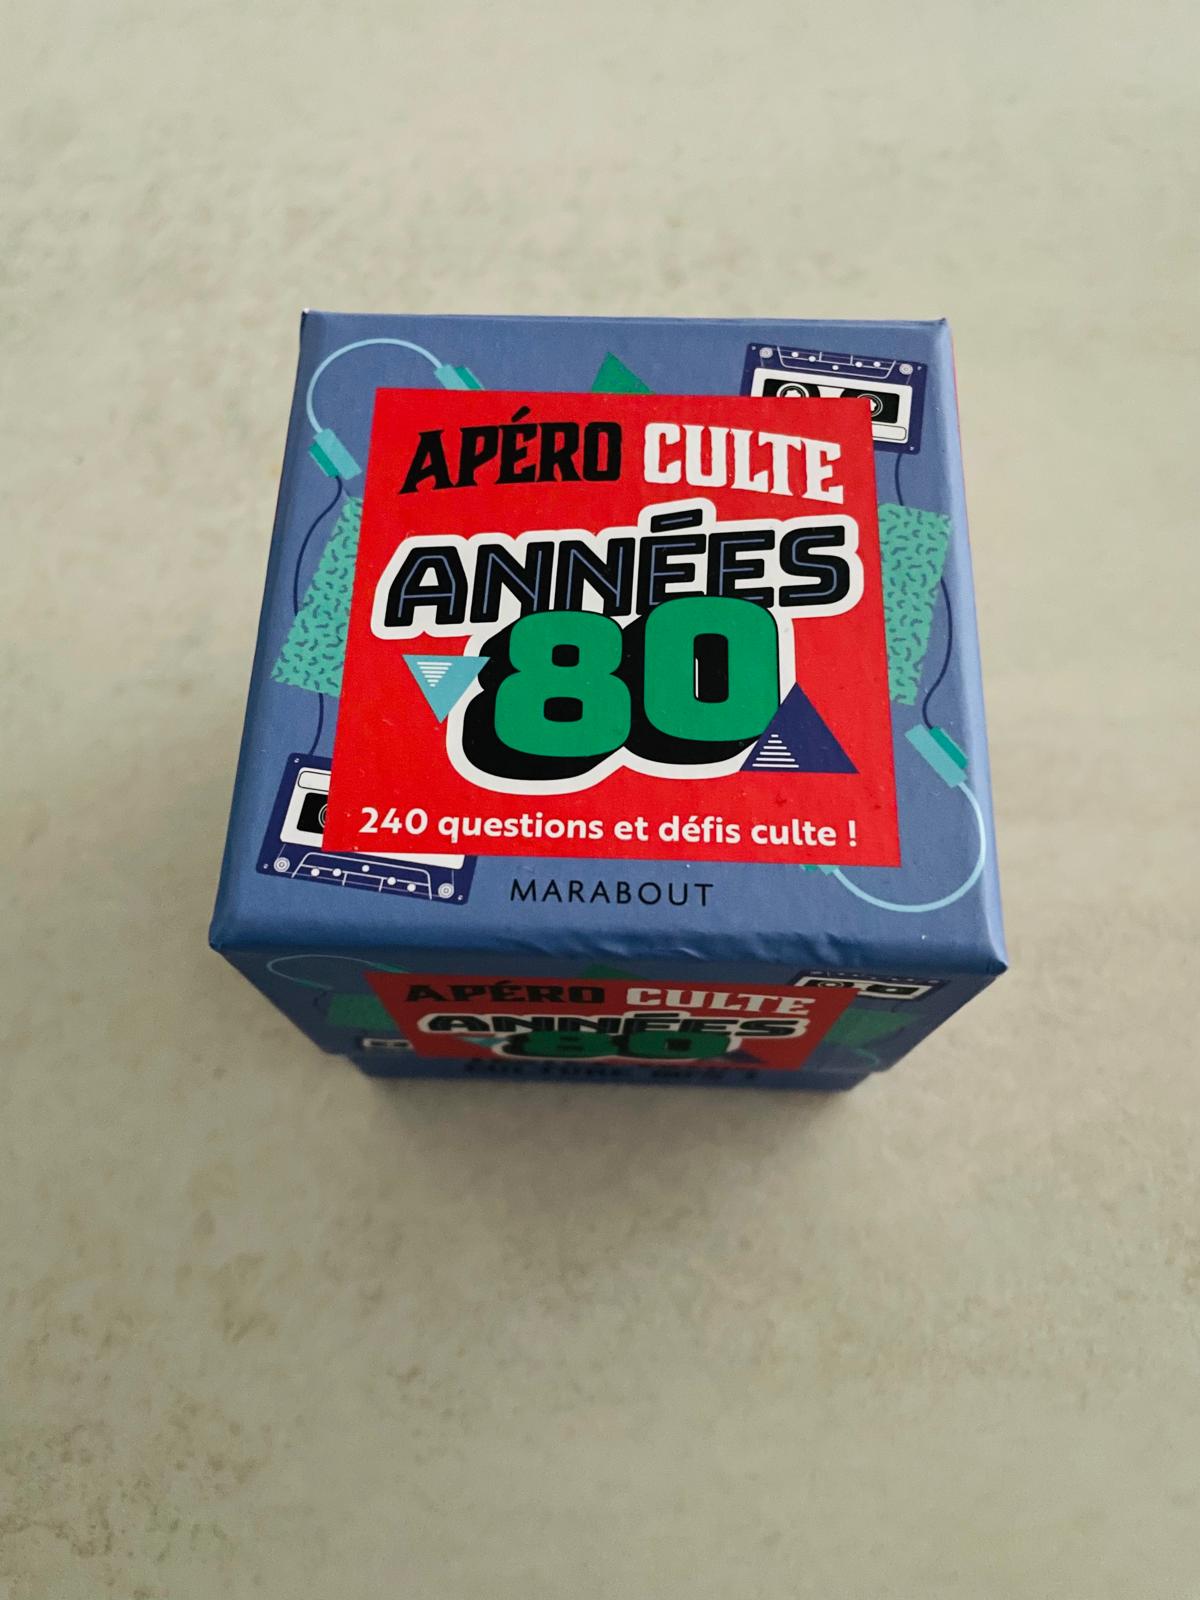 APÉRO CULTE
ANNÉES
80
240 questions et défis culte !
MARABOUT
APÉRO CULTE
ANNÉES
80